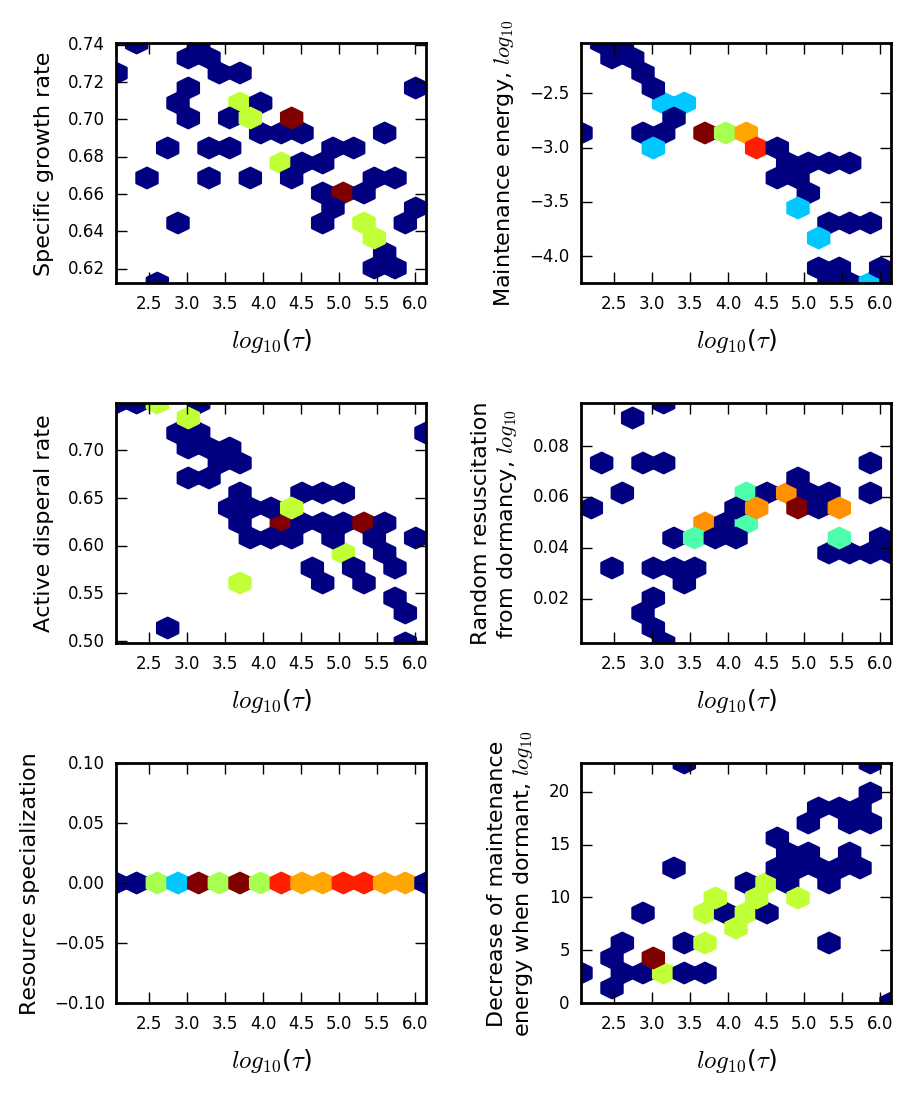 Specific growth rate
0.74
0.72
0.70
0.68
0.66
0.64
0.62
2.5 3.0 3.5 4.0 4.5 5.0 5.5 6.0
log10(τ)
Maintenance energy, log10
−2.5
−3.0
−3.5
−4.0
2.5 3.0 3.5 4.0 4.5 5.0 5.5 6.0
log10(τ)
Active disperal rate
0.70
0.65
0.60
0.55
0.50
2.5 3.0 3.5 4.0 4.5 5.0 5.5 6.0
log10(τ)
Random resuscitation
from dormancy, log10
0.08
0.06
0.04
0.02
2.5 3.0 3.5 4.0 4.5 5.0 5.5 6.0
log10(τ)
Resource specialization
0.10
0.05
0.00
−0.05
−0.10
2.5 3.0 3.5 4.0 4.5 5.0 5.5 6.0
log10(τ)
Decrease of maintenance
energy when dormant, log10
20
15
10
5
0
2.5 3.0 3.5 4.0 4.5 5.0 5.5 6.0
log10(τ)